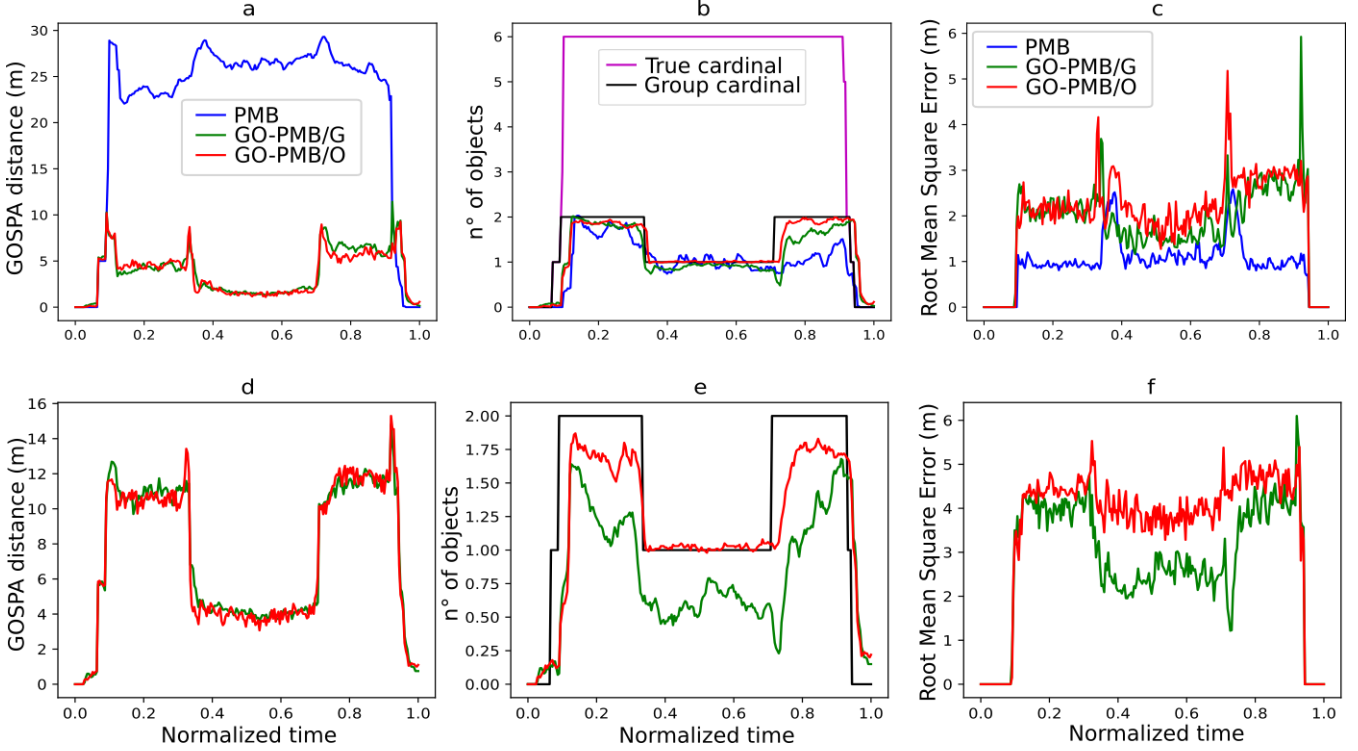 a
GOSPA distance (m)
30
25
20
15
10
5
0
PMB
GO-PMB/G
GO-PMB/O
0.0 0.2 0.4 0.6 0.8 1.0
b
n° of objects
6
5
4
3
2
1
0
True cardinal
Group cardinal
0.0 0.2 0.4 0.6 0.8 1.0
c
Root Mean Square Error (m)
6
5
4
3
2
1
0
PMB
GO-PMB/G
GO-PMB/O
0.0 0.2 0.4 0.6 0.8 1.0
d
GOSPA distance (m)
16
14
12
10
8
6
4
2
0
0.0 0.2 0.4 0.6 0.8 1.0
Normalized time
e
n° of objects
2.00
1.75
1.50
1.25
1.00
0.75
0.50
0.25
0.00
0.0 0.2 0.4 0.6 0.8 1.0
Normalized time
f
Root Mean Square Error (m)
6
5
4
3
2
1
0
0.0 0.2 0.4 0.6 0.8 1.0
Normalized time